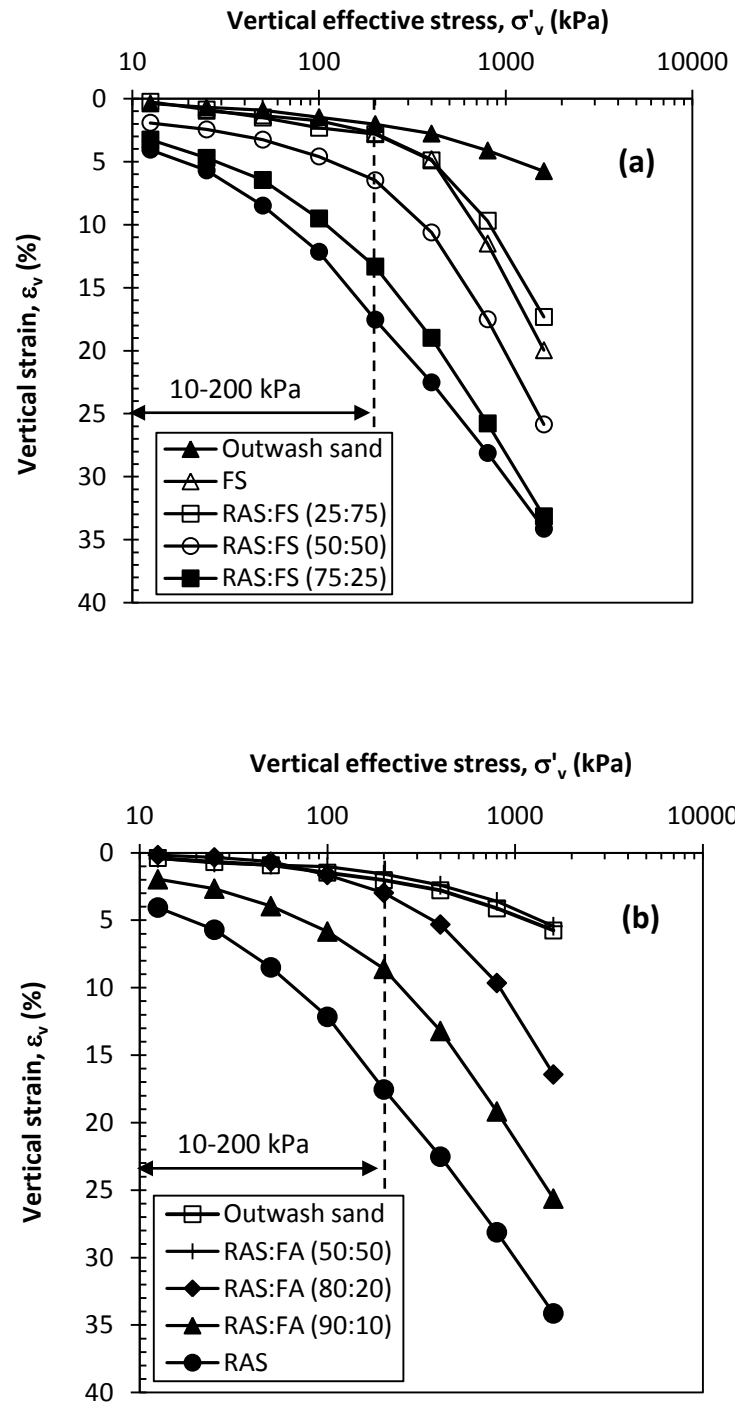 Vertical effective stress, σ'v (kPa)
10 100 1000 10000
0
5
10
15
20
25
30
35
40
Vertical strain, εv (%)
(a)
10-200 kPa
Outwash sand
FS
RAS:FS (25:75)
RAS:FS (50:50)
RAS:FS (75:25)
Vertical effective stress, σ'v (kPa)
10 100 1000 10000
0
5
10
15
20
25
30
35
40
Vertical strain, εv (%)
(b)
10-200 kPa
Outwash sand
RAS:FA (50:50)
RAS:FA (80:20)
RAS:FA (90:10)
RAS